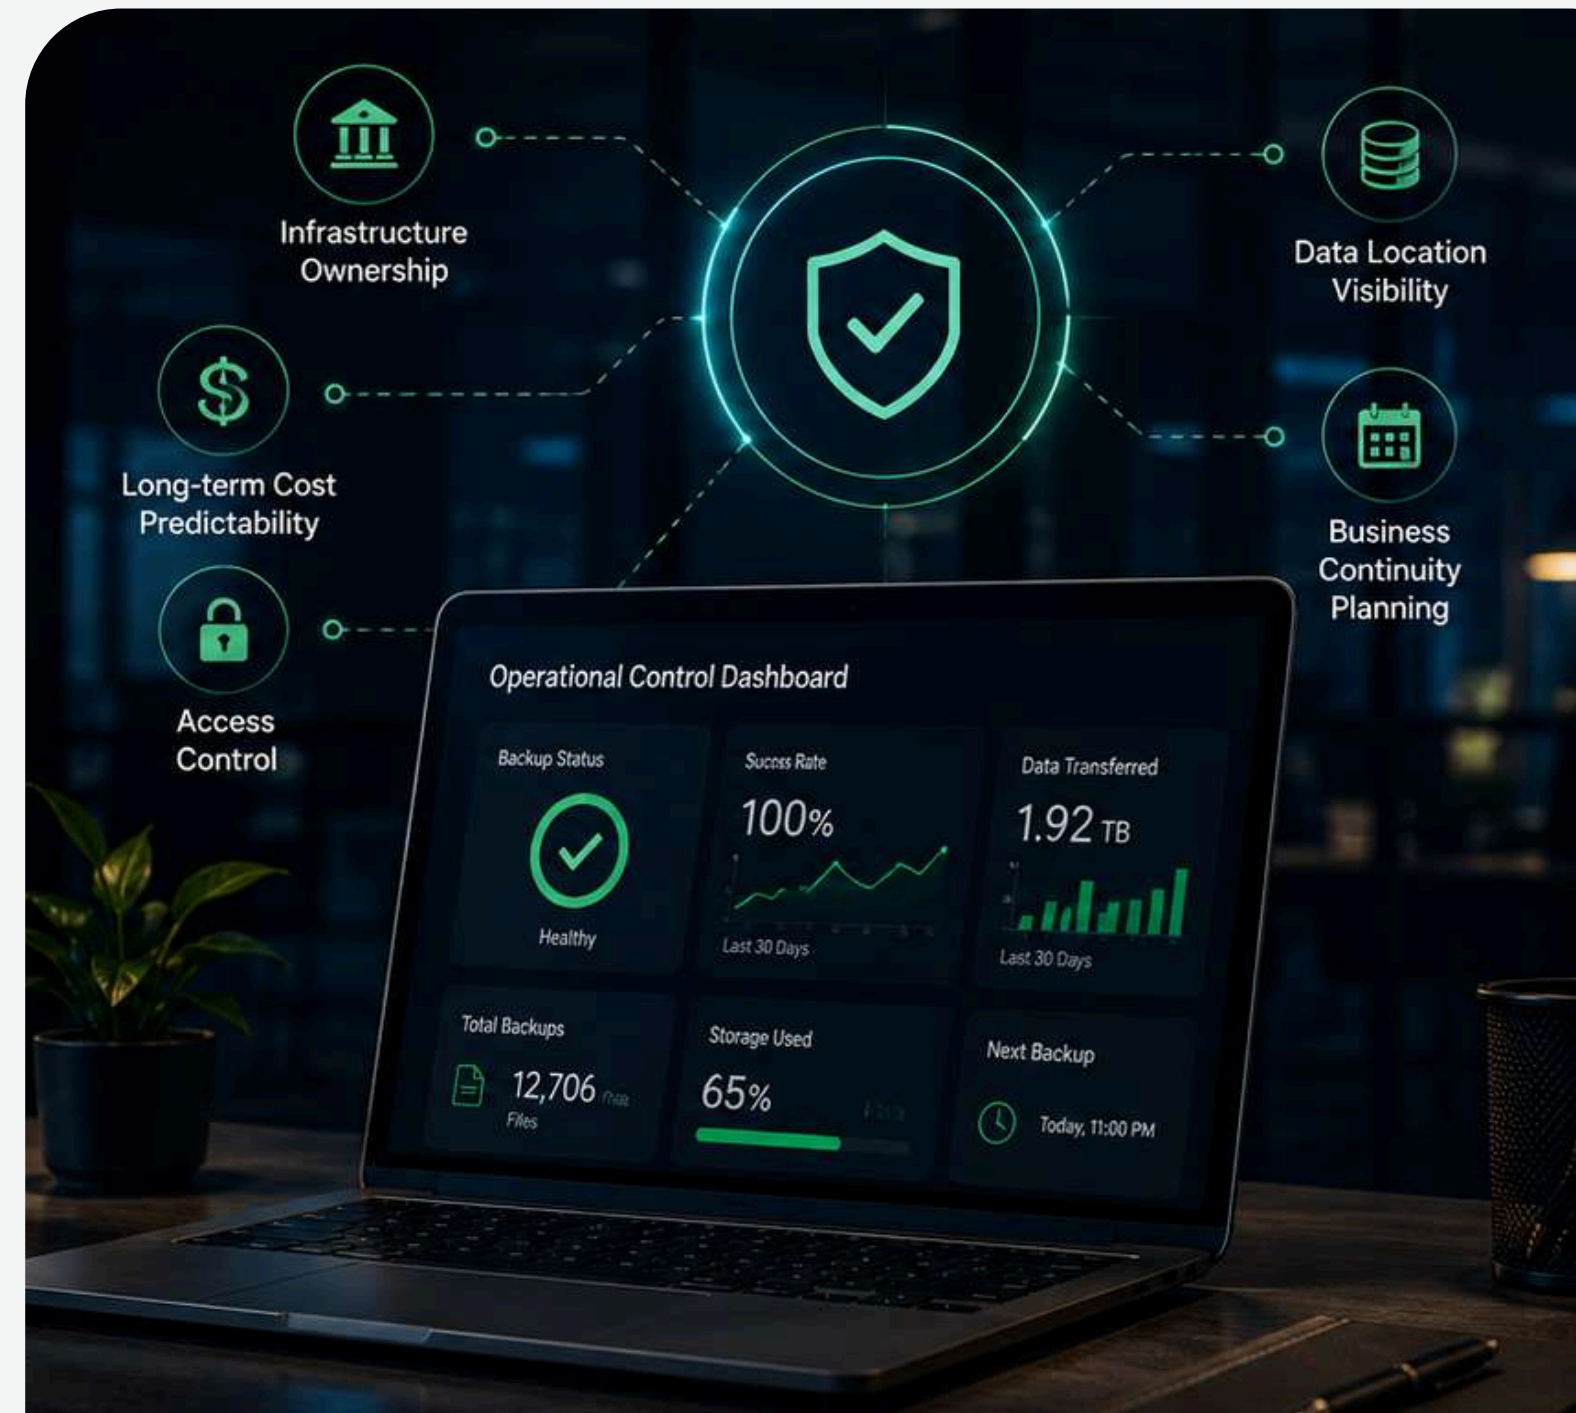 Infrastructure
Ownership
Data Location
Visibility
Long-term Cost
Predictability
Business
Continuity
Planning
Access
Control
Operational Control Dashboard
Backup Status
Healthy
Sucess Rate
100%
Last 30 Days
Data Transferred
1.92 TB
Last 30 Days
Total Backups
12,706
Files
Storage Used
65%
Next Backup
Today, 11:00 PM